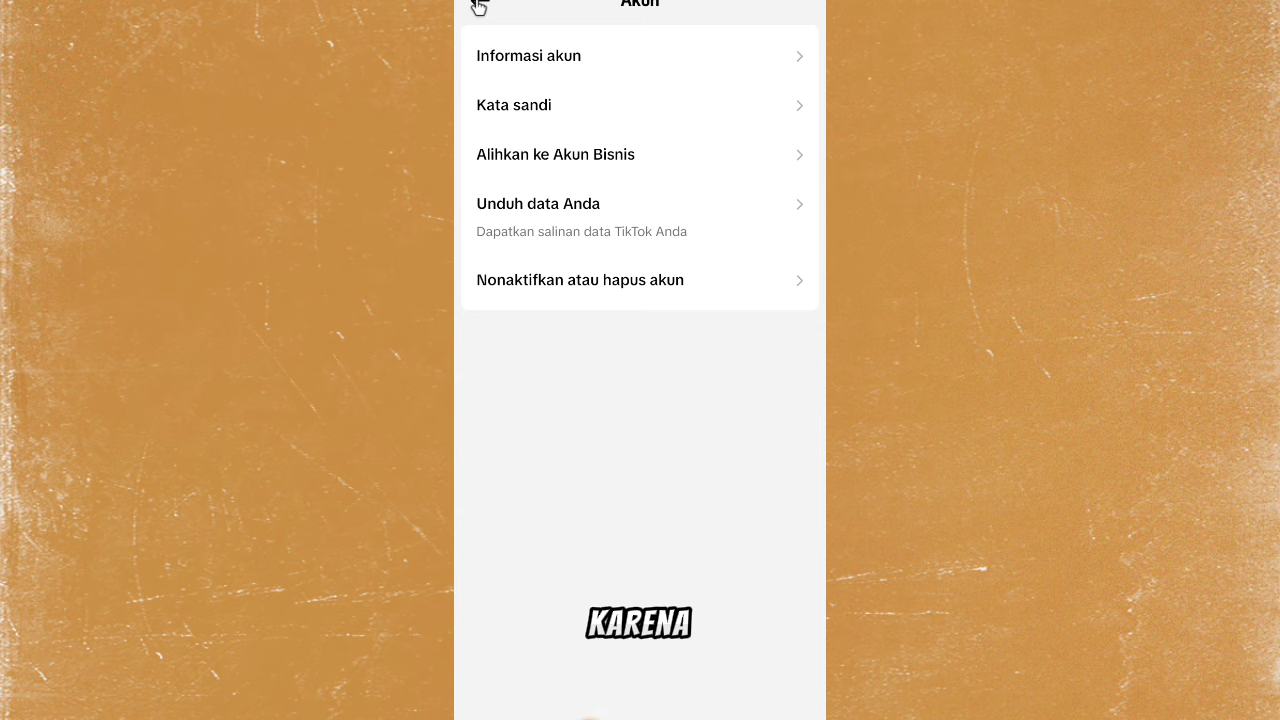 Akun
Informasi akun
Kata sandi
Alihkan ke Akun Bisnis
Unduh data Anda
Dapatkan salinan data TikTok Anda
Nonaktifkan atau hapus akun
KARENA